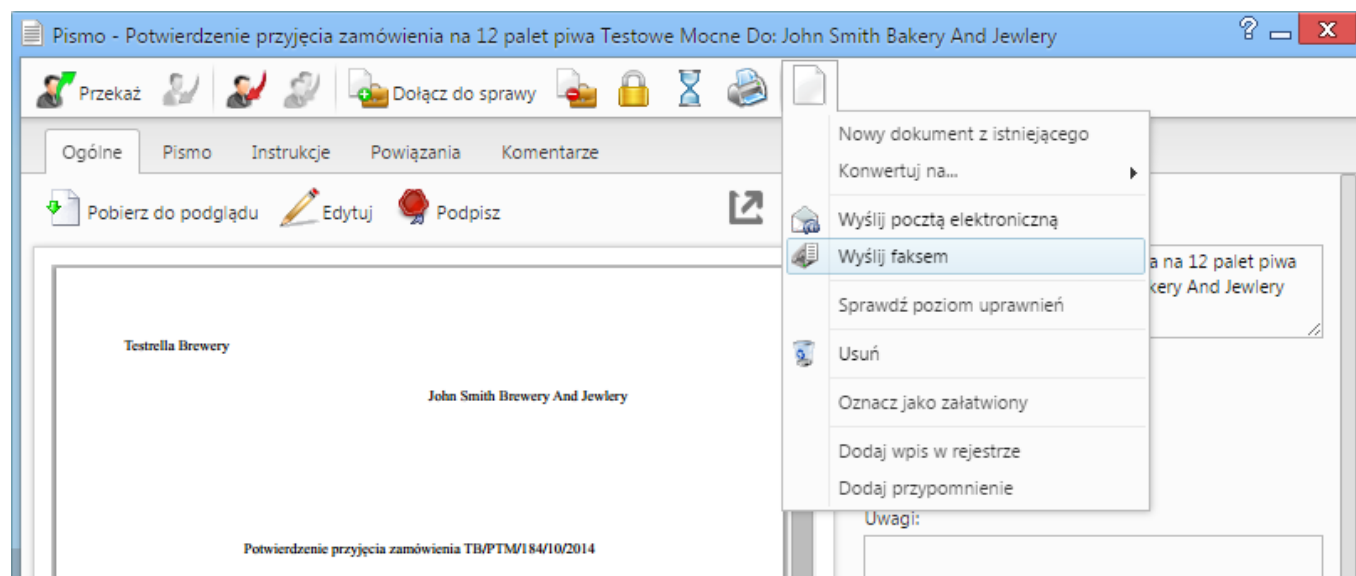 Pismo - Potwierdzenie przyjęcia zamówienia na 12 palet piwa Testowe Mocne Do: John Smith Bakery And Jewlery
Przekaż
Dołącz do sprawy
Ogólne Pismo Instrukcje Powiązania Komentarze
Pobierz do podglądu Edytuj Podpisz
Nowy dokument z istniejącego
Konwertuj na...
Wyślij pocztą elektroniczną
Wyślij faksem
Sprawdź poziom uprawnień
Usuń
Oznacz jako załatwiony
Dodaj wpis w rejestrze
Dodaj przypomnienie
a na 12 palet piwa
kery And Jewlery
Uwagi:
Testrella Brewery
John Smith Brewery And Jewlery
Potwierdzenie przyjęcia zamówienia TB/PTM/184/10/2014